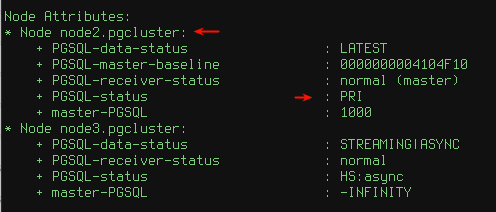 Node Attributes:
* Node node2.pgcluster:
+ PGSQL-data-status : LATEST
+ PGSQL-master-baseline : 0000000004104F10
+ PGSQL-receiver-status : normal (master)
+ PGSQL-status : PRI
+ master-PGSQL : 1000
* Node node3.pgcluster:
+ PGSQL-data-status : STREAMING|ASYNC
+ PGSQL-receiver-status : normal
+ PGSQL-status : HS:async
+ master-PGSQL : -INFINITY